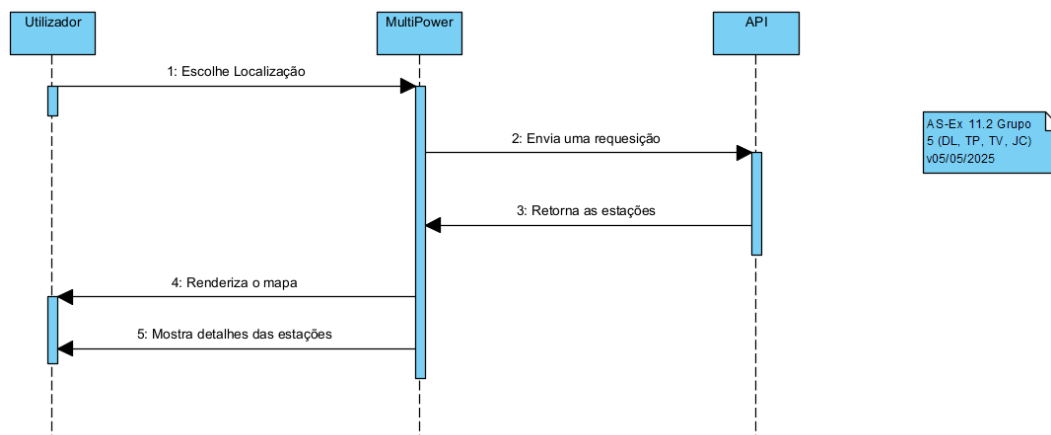 Utilizador
MultiPower
API
1: Escolhe Localização
2: Envia uma requesição
AS-Ex 11.2 Grupo
5 (DL, TP, TV, JC)
v05/05/2025
3: Retorna as estações
4: Renderiza o mapa
5: Mostra detalhes das estações